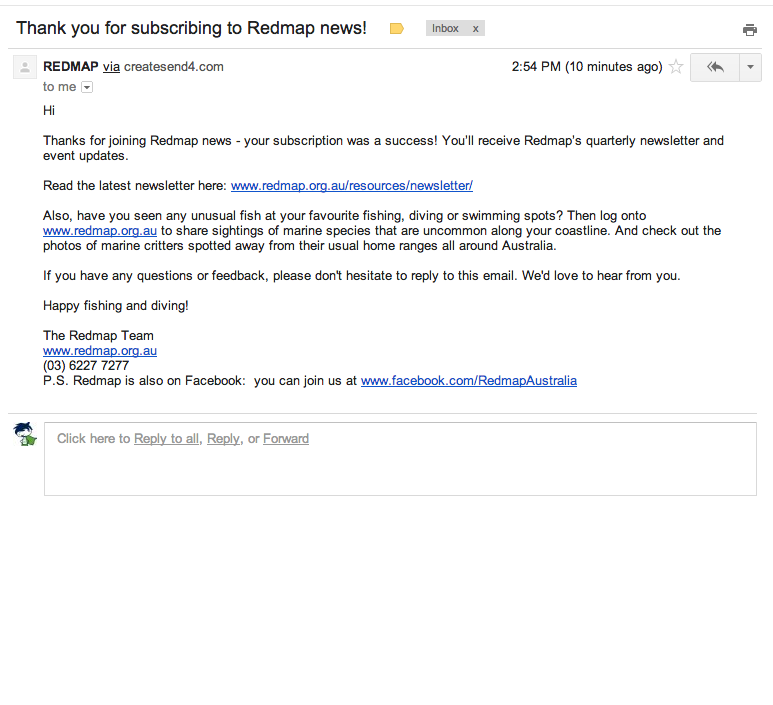 Thank you for subscribing to Redmap news! Inbox x
REDMAP via createsend4.com 2:54 PM (10 minutes ago)
to me
Hi
Thanks for joining Redmap news - your subscription was a success! You'll receive Redmap's quarterly newsletter and
event updates.
Read the latest newsletter here: www.redmap.org.au/resources/newsletter/
Also, have you seen any unusual fish at your favourite fishing, diving or swimming spots? Then log onto
www.redmap.org.au to share sightings of marine species that are uncommon along your coastline. And check out the
photos of marine critters spotted away from their usual home ranges all around Australia.
If you have any questions or feedback, please don't hesitate to reply to this email. We'd love to hear from you.
Happy fishing and diving!
The Redmap Team
www.redmap.org.au
(03) 6227 7277
P.S. Redmap is also on Facebook:  you can join us at www.facebook.com/RedmapAustralia
Click here to Reply to all, Reply, or Forward